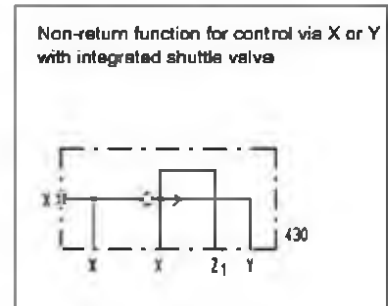 Non-return function for control via X or Y
with integrated shuttle valve
X
430
X X Z1 Y